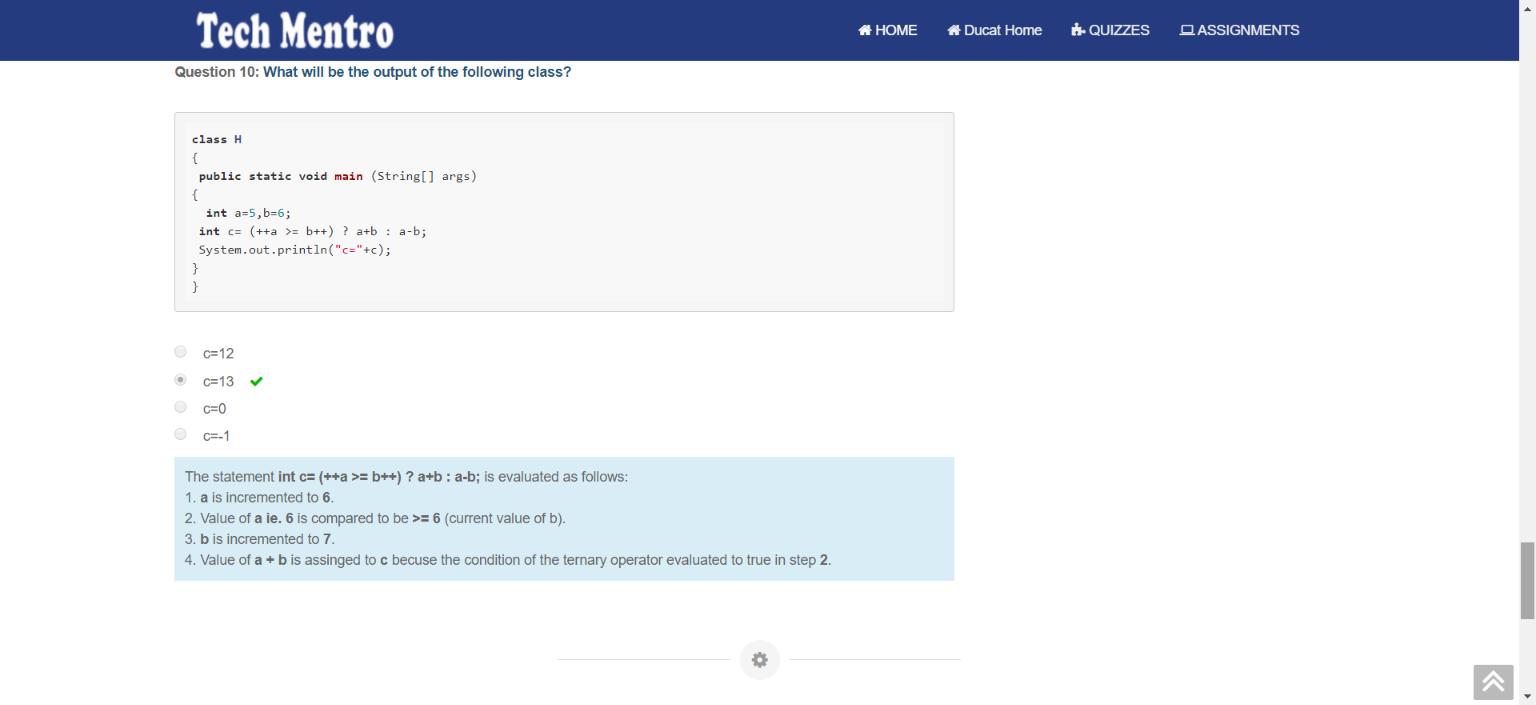 Tech Mentro
HOME Ducat Home QUIZZES ASSIGNMENTS
Question 10: What will be the output of the following class?
class H
{
public static void main (String[] args)
{
int a=5,b=6;
int c= (++a >= b++) ? a+b : a-b;
System.out.println("c="+c);
}
}
c=12
c=13
c=0
c=-1
The statement int c= (++a >= b++) ? a+b : a-b; is evaluated as follows:
1. a is incremented to 6.
2. Value of a ie. 6 is compared to be >= 6 (current value of b).
3. b is incremented to 7.
4. Value of a + b is assinged to c becuse the condition of the ternary operator evaluated to true in step 2.